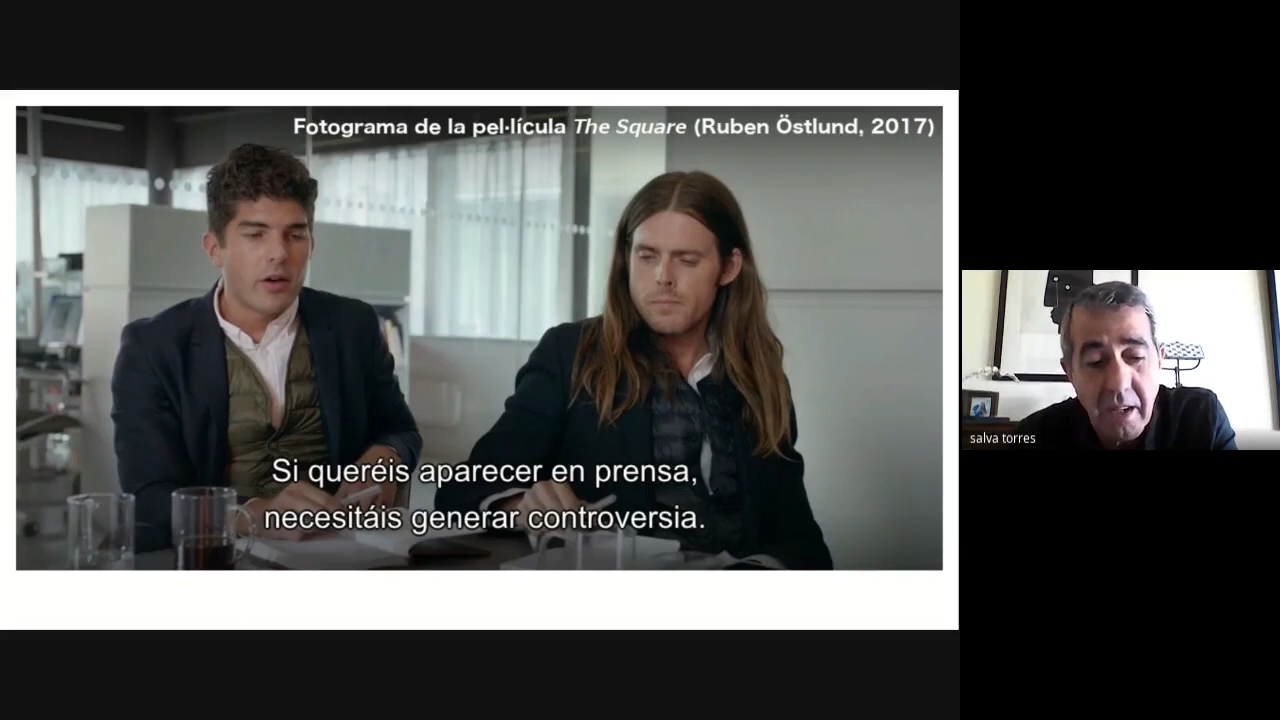 Fotograma de la pel·lícula The Square (Ruben Östlund, 2017)
Si queréis aparecer en prensa,
necesitáis generar controversia.
salva torres